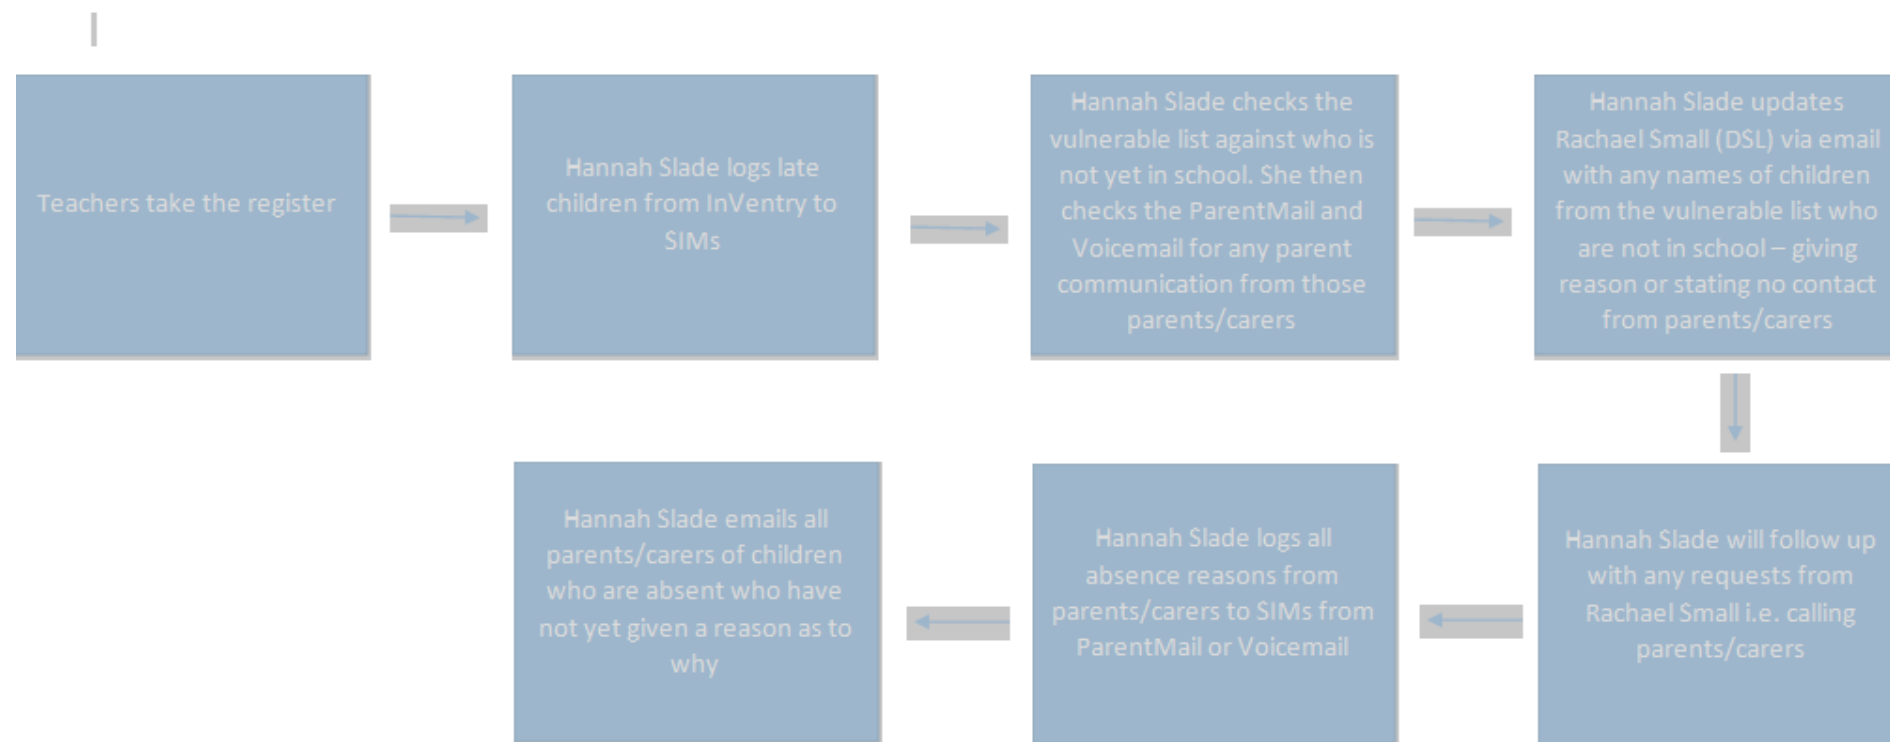 Teachers take the register
Hannah Slade logs late
children from InVentry to
SIMs
Hannah Slade checks the
vulnerable list against who is
not yet in school. She then
checks the ParentMail and
Voicemail for any parent
communication from those
parents/carers
Hannah Slade updates
Rachael Small (DSL) via email
with any names of children
from the vulnerable list who
are not in school – giving
reason or stating no contact
from parents/carers
Hannah Slade will follow up
with any requests from
Rachael Small i.e. calling
parents/carers
Hannah Slade logs all
absence reasons from
parents/carers to SIMs from
ParentMail or Voicemail
Hannah Slade emails all
parents/carers of children
who are absent who have
not yet given a reason as to
why